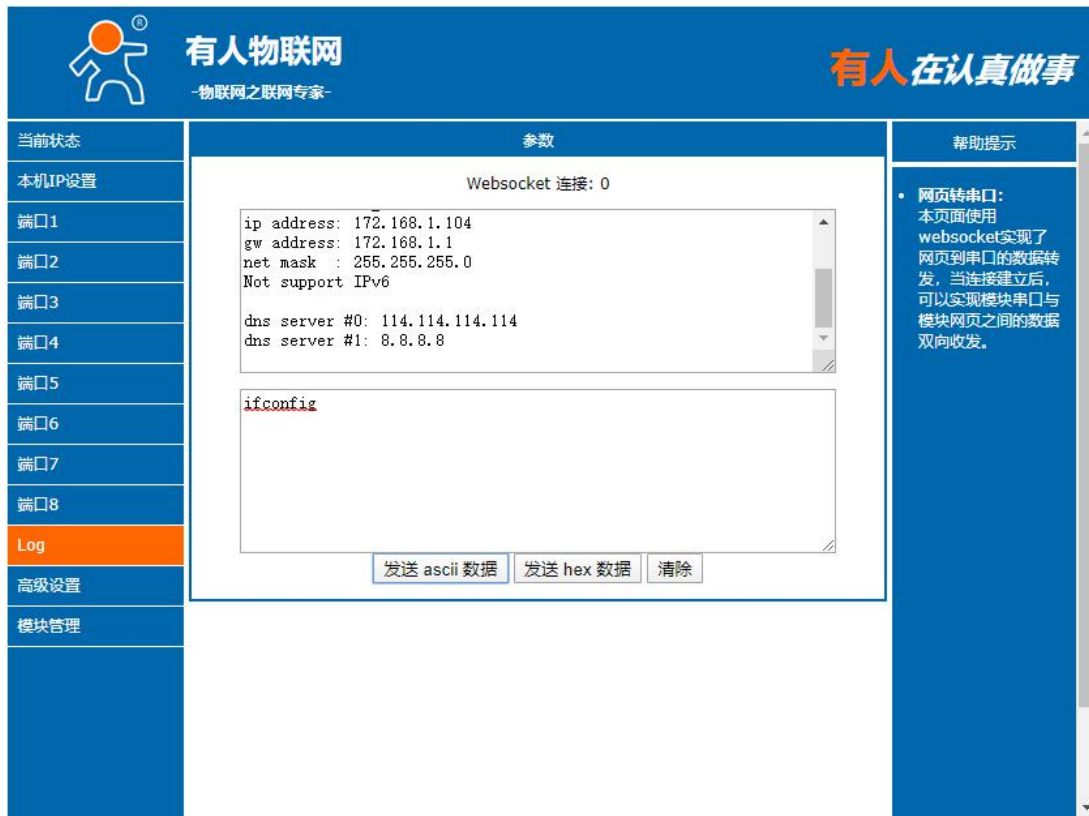 ®
有人物联网
-物联网之联网专家-
有人在认真做事
当前状态
本机IP设置
端口1
端口2
端口3
端口4
端口5
端口6
端口7
端口8
Log
高级设置
模块管理
参数
Websocket 连接: 0
ip address: 172.168.1.104
gw address: 172.168.1.1
net mask : 255.255.255.0
Not support IPv6
dns server #0: 114.114.114.114
dns server #1: 8.8.8.8
ifconfig
发送 ascii 数据
发送 hex 数据
清除
帮助提示
• 网页转串口:
本页面使用
websocket实现了
网页到串口的数据转
发，当连接建立后，
可以实现模块串口与
模块网页之间的数据
双向收发。